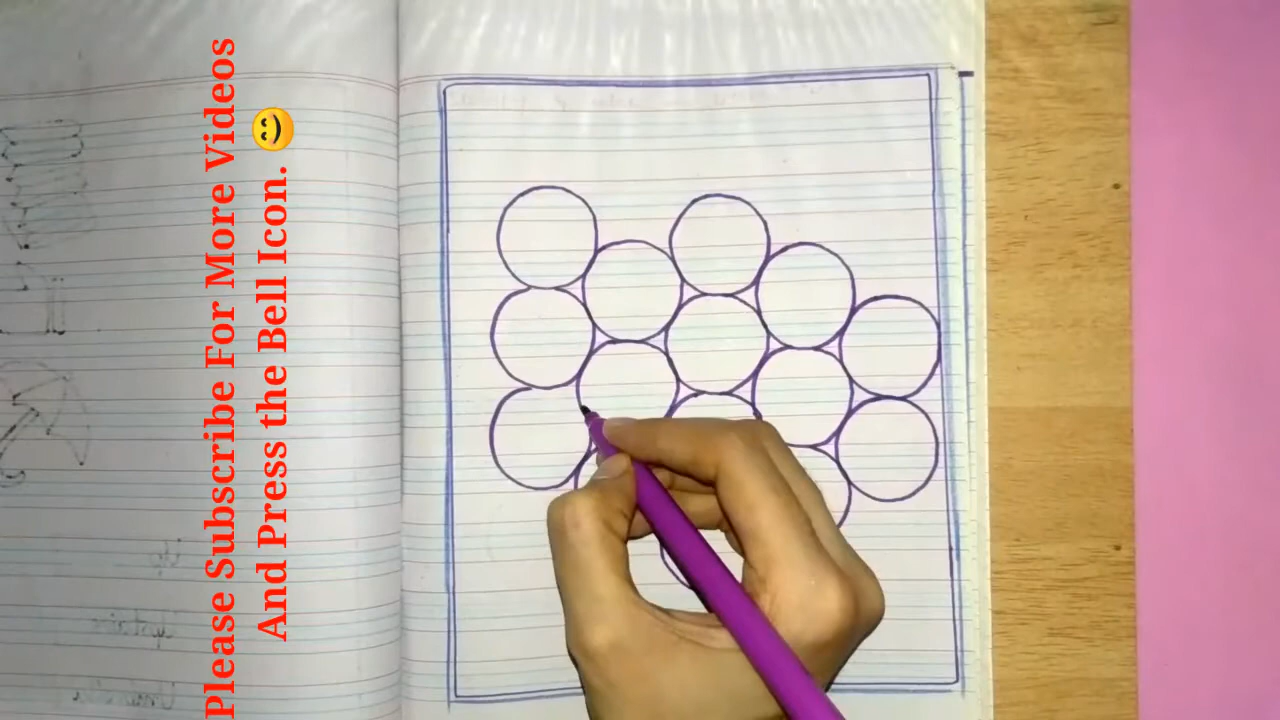 Please Subscribe For More Videos
And Press the Bell Icon. 😀